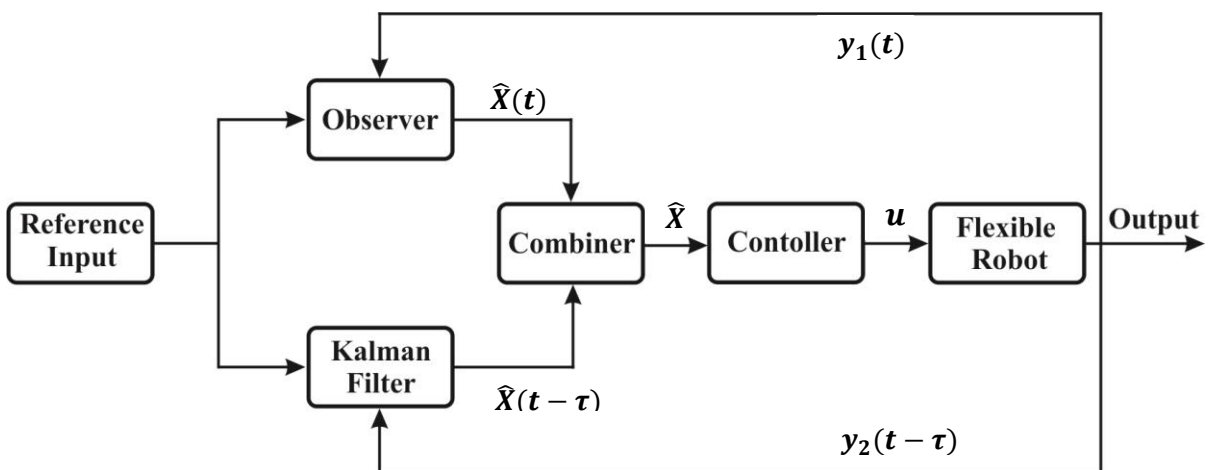 y₁(t)
Observer
X̂(t)
Reference
Input
Combiner
X̂
Contoller
u
Flexible
Robot
Output
Kalman
Filter
X̂(t − τ)
y₂(t − τ)